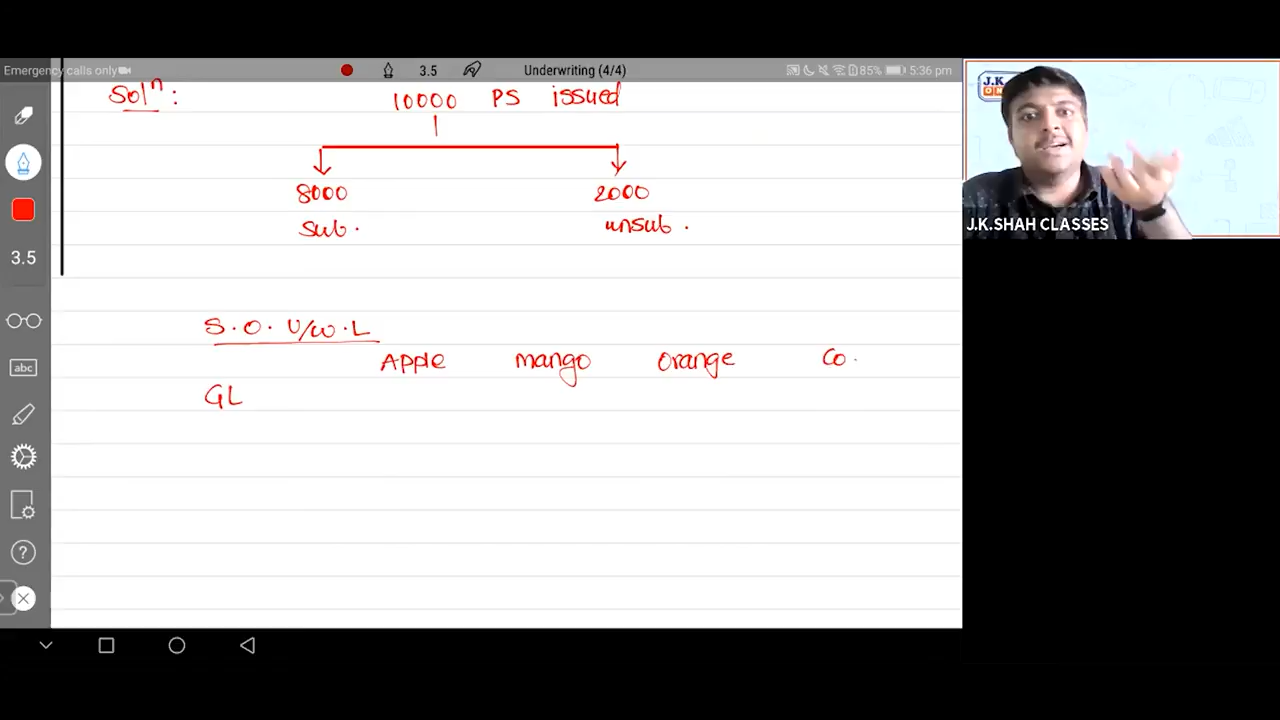 Emergency calls only 3.5 Underwriting (4/4) 85% 5:36 pm
Solⁿ : 10000 PS issued
8000 2000
sub. unsub.
3.5
S.O. U/W.L
Apple mango orange Co.
GL
abc
?
J.K.SHAH CLASSES